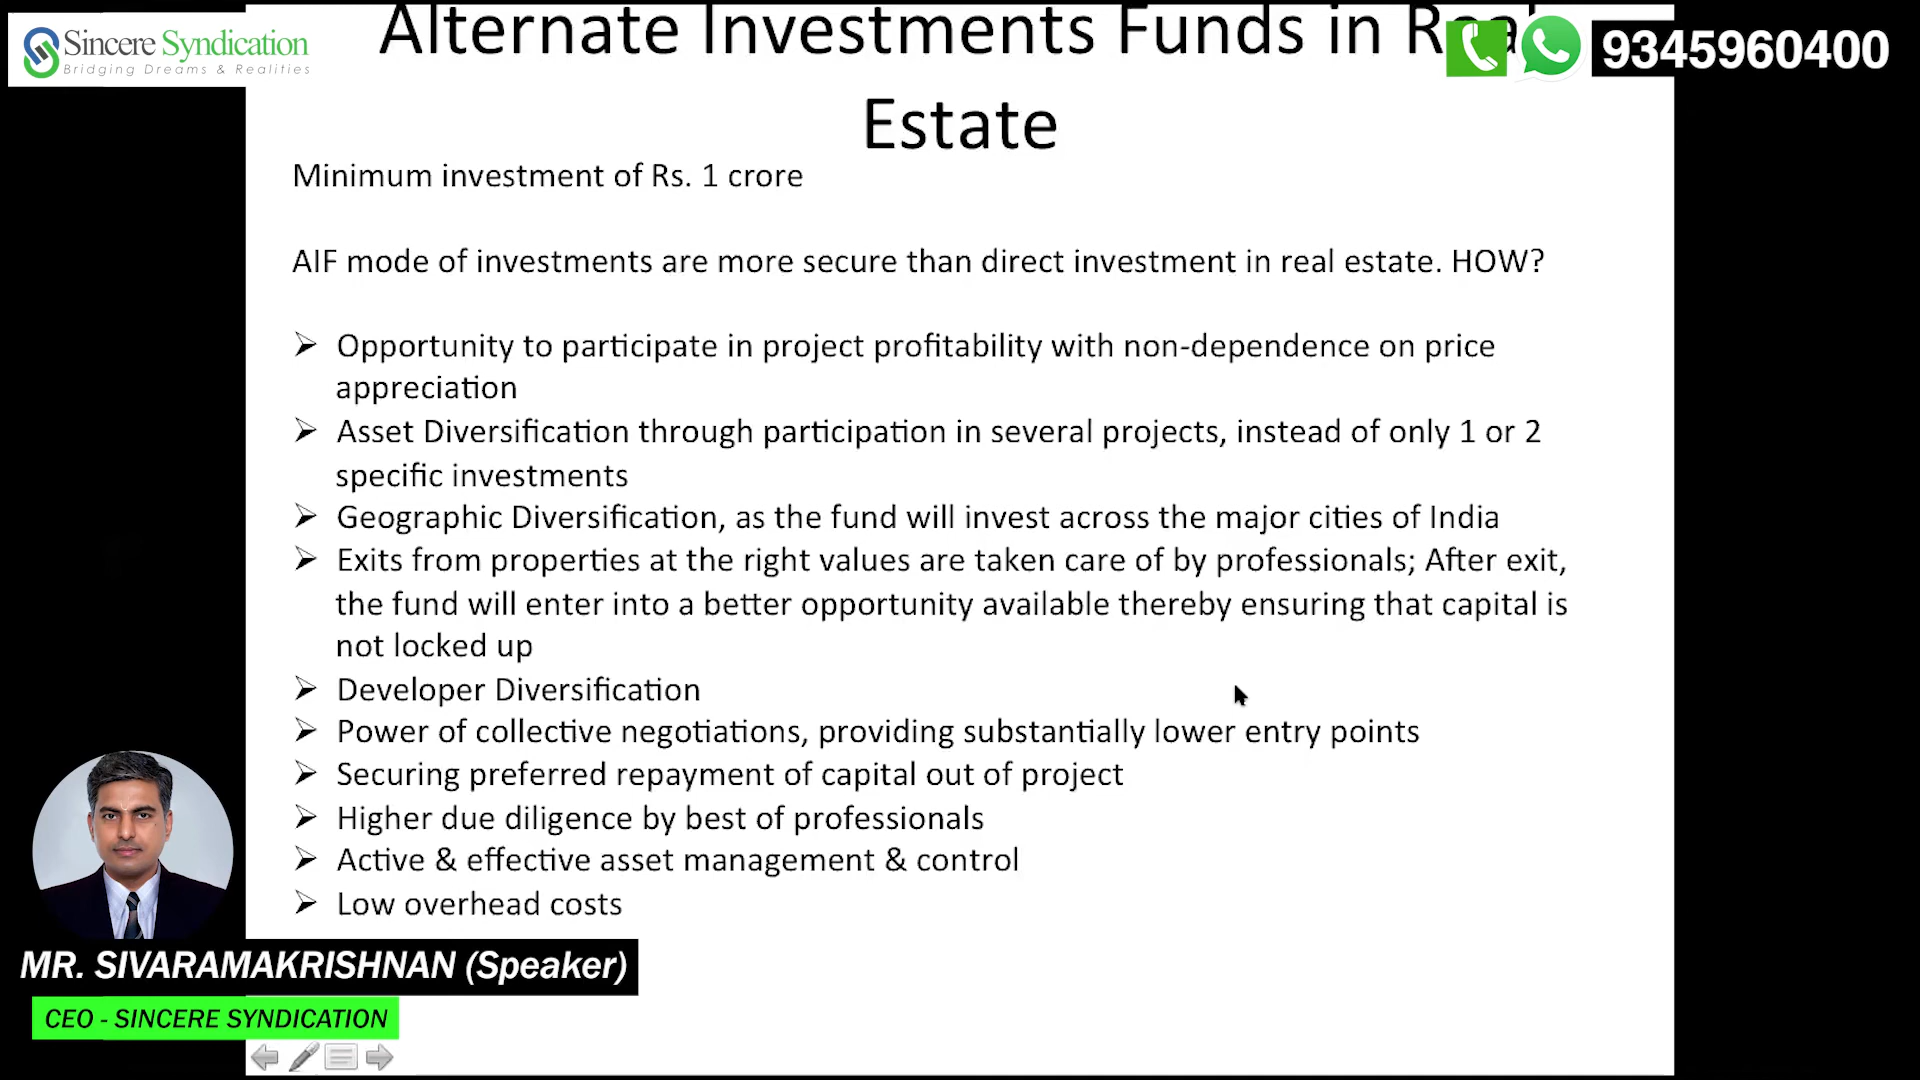 Sincere Syndication
Bridging Dreams & Realities
Alternate Investments Funds in Real
Estate
9345960400
Minimum investment of Rs. 1 crore
AIF mode of investments are more secure than direct investment in real estate. HOW?
➢ Opportunity to participate in project profitability with non-dependence on price
appreciation
➢ Asset Diversification through participation in several projects, instead of only 1 or 2
specific investments
➢ Geographic Diversification, as the fund will invest across the major cities of India
➢ Exits from properties at the right values are taken care of by professionals; After exit,
the fund will enter into a better opportunity available thereby ensuring that capital is
not locked up
➢ Developer Diversification
➢ Power of collective negotiations, providing substantially lower entry points
➢ Securing preferred repayment of capital out of project
➢ Higher due diligence by best of professionals
➢ Active & effective asset management & control
➢ Low overhead costs
MR. SIVARAMAKRISHNAN (Speaker)
CEO - SINCERE SYNDICATION